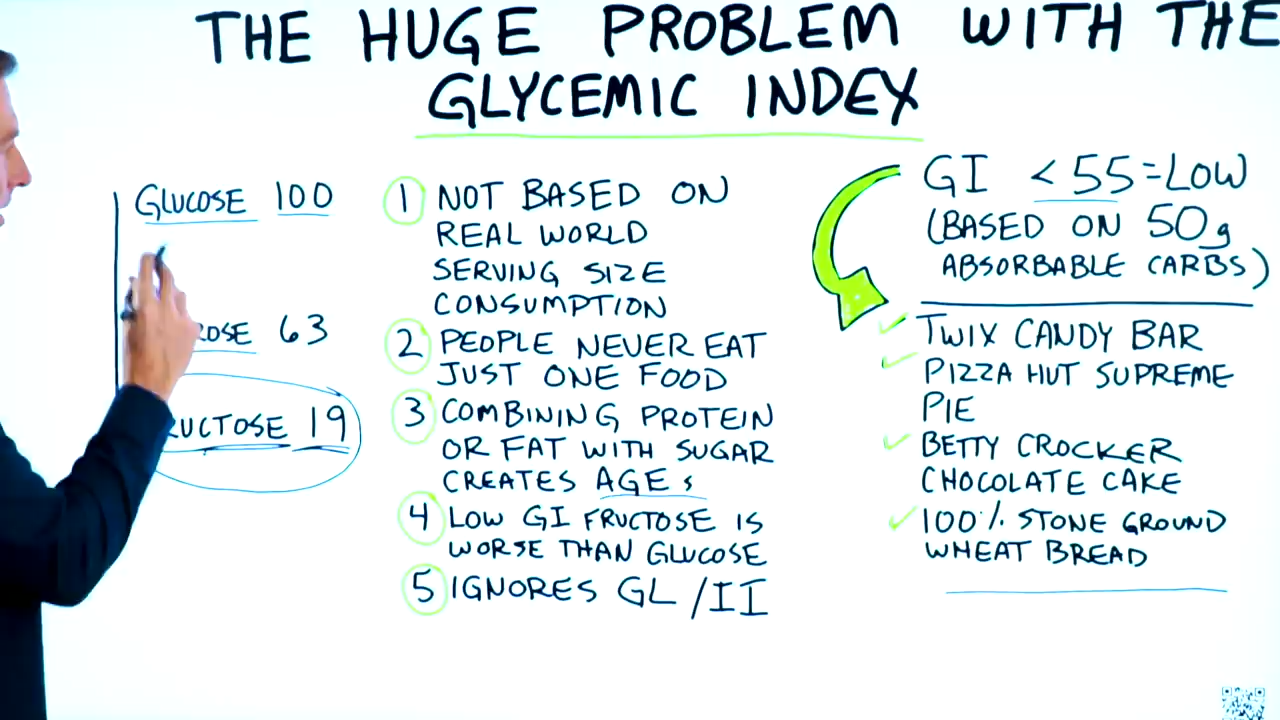 THE HUGE PROBLEM WITH THE
GLYCEMIC INDEX
GLUCOSE 100
63
19
1 NOT BASED ON
REAL WORLD
SERVING SIZE
CONSUMPTION
2 PEOPLE NEVER EAT
JUST ONE FOOD
3 COMBINING PROTEIN
OR FAT WITH SUGAR
CREATES AGEs
4 LOW GI FRUCTOSE IS
WORSE THAN GLUCOSE
5 IGNORES GL/II
GI < 55 = LOW
(BASED ON 50g
ABSORBABLE CARBS)
TWIX CANDY BAR
PIZZA HUT SUPREME
PIE
BETTY CROCKER
CHOCOLATE CAKE
100% STONE GROUND
WHEAT BREAD